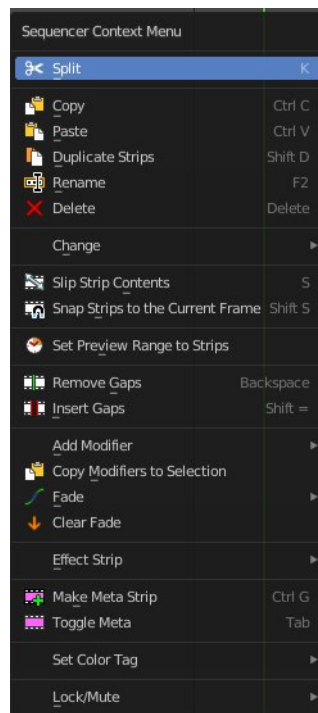 Sequencer Context Menu
Split K
Copy Ctrl C
Paste Ctrl V
Duplicate Strips Shift D
Rename F2
Delete Delete
Change
Slip Strip Contents S
Snap Strips to the Current Frame Shift S
Set Preview Range to Strips
Remove Gaps Backspace
Insert Gaps Shift =
Add Modifier
Copy Modifiers to Selection
Fade
Clear Fade
Effect Strip
Make Meta Strip Ctrl G
Toggle Meta Tab
Set Color Tag
Lock/Mute